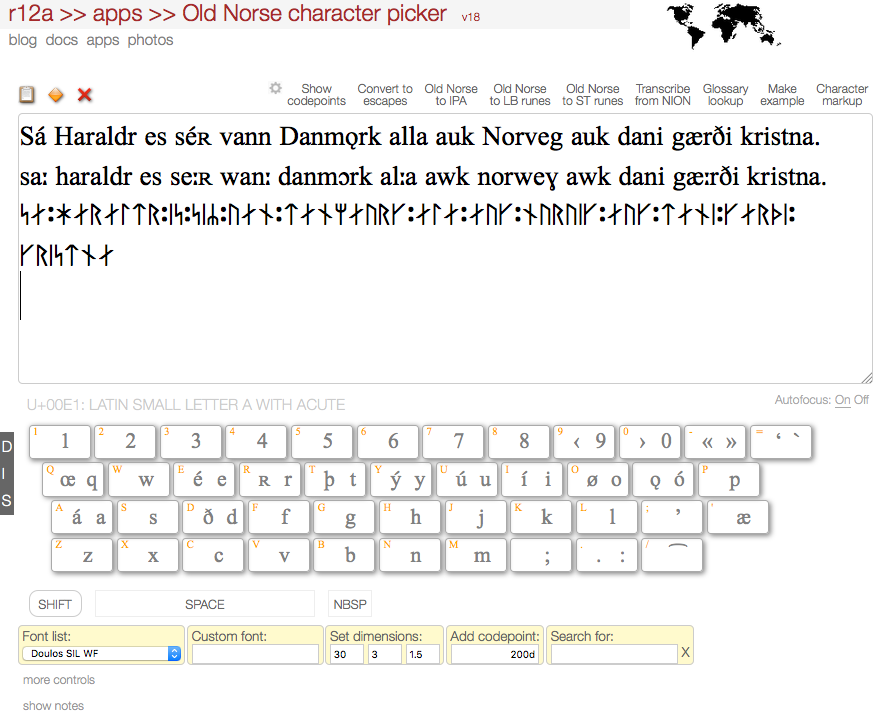 r12a >> apps >> Old Norse character picker v18
blog docs apps photos
Show codepoints
Convert to escapes
Old Norse to IPA
Old Norse to LB runes
Old Norse to ST runes
Transcribe from NION
Glossary lookup
Make example
Character markup
Sá Haraldr es séʀ vann Danmǫrk alla auk Norveg auk dani gærði kristna.
saː haraldr es seːʀ wanː danmɔrk alːa awk norweɣ awk dani gæːrði kristna.
ᛋᛅ᛬ᚼᛅᚱᛅᛚᛏᚱ᛬ᛁᛋ᛬ᛋᛁᛦ᛬ᚢᛅᚾ᛬ᛏᛅᚾᛘᛅᚢᚱᚴ᛬ᛅᛚᛅ᛬ᛅᚢᚴ᛬ᚾᚢᚱᚢᛁᚴ᛬ᛅᚢᚴ᛬ᛏᛅᚾᛁ᛬ᚴᛅᚱᚦᛁ᛬
ᚴᚱᛁᛋᛏᚾᛅ
U+00E1: LATIN SMALL LETTER A WITH ACUTE
Autofocus: On Off
D
I
S
1 1 2 2 3 3 4 4 5 5 6 6 7 7 8 8 9 ‹ 9 0 › 0 - « » = ‘ `
Q œ q W w E é e R ʀ r T þ t Y ý y U ú u I í i O ø o ǫ ó P p
A á a S s D ð d F f G g H h J j K k L l ; ’ ' æ
Z z X x C c V v B b N n M m ; . . : / ⁀
SHIFT SPACE NBSP
Font list: Custom font: Set dimensions: Add codepoint: Search for:
Doulos SIL WF 30 3 1.5 200d X
more controls
show notes